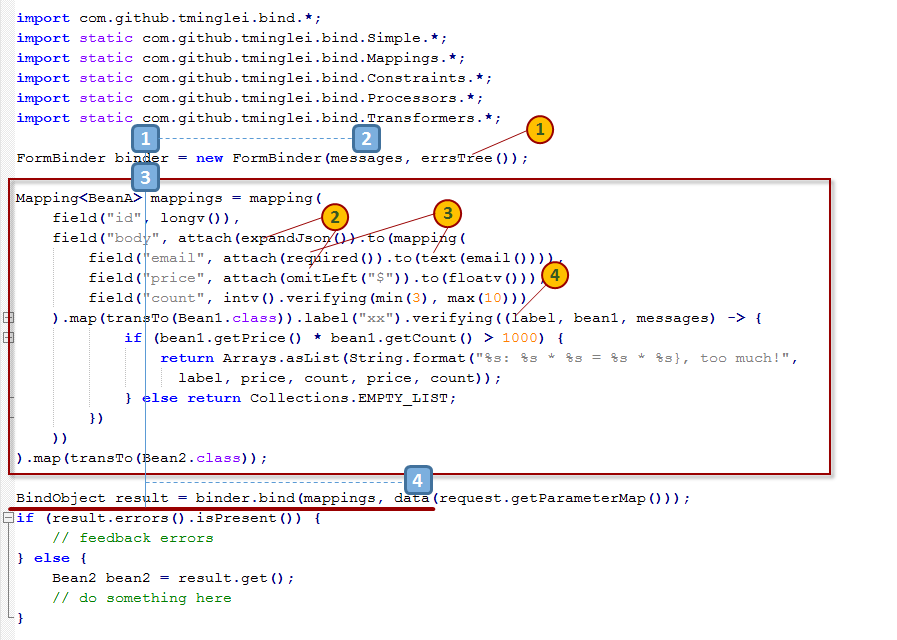 import com.github.tminglei.bind.*;
import static com.github.tminglei.bind.Simple.*;
import static com.github.tminglei.bind.Mappings.*;
import static com.github.tminglei.bind.Constraints.*;
import static com.github.tminglei.bind.Processors.*;
import static com.github.tminglei.bind.Transformers.*;
1 2 1
FormBinder binder = new FormBinder(messages, errsTree());
3
Mapping<BeanA> mappings = mapping(
    field("id", longv()),
2 3
    field("body", attach(expandJson()).to(mapping(
        field("email", attach(required()).to(text(email()))),
        field("price", attach(omitLeft("$")).to(floatv())),
4
        field("count", intv().verifying(min(3), max(10)))
    ).map(transTo(Bean1.class)).label("xx").verifying((label, bean1, messages) -> {
            if (bean1.getPrice() * bean1.getCount() > 1000) {
                return Arrays.asList(String.format("%s: %s * %s = %s * %s}, too much!",
                  label, price, count, price, count));
            } else return Collections.EMPTY_LIST;
        })
    ))
).map(transTo(Bean2.class));
4
BindObject result = binder.bind(mappings, data(request.getParameterMap()));
if (result.errors().isPresent()) {
    // feedback errors
} else {
    Bean2 bean2 = result.get();
    // do something here
}